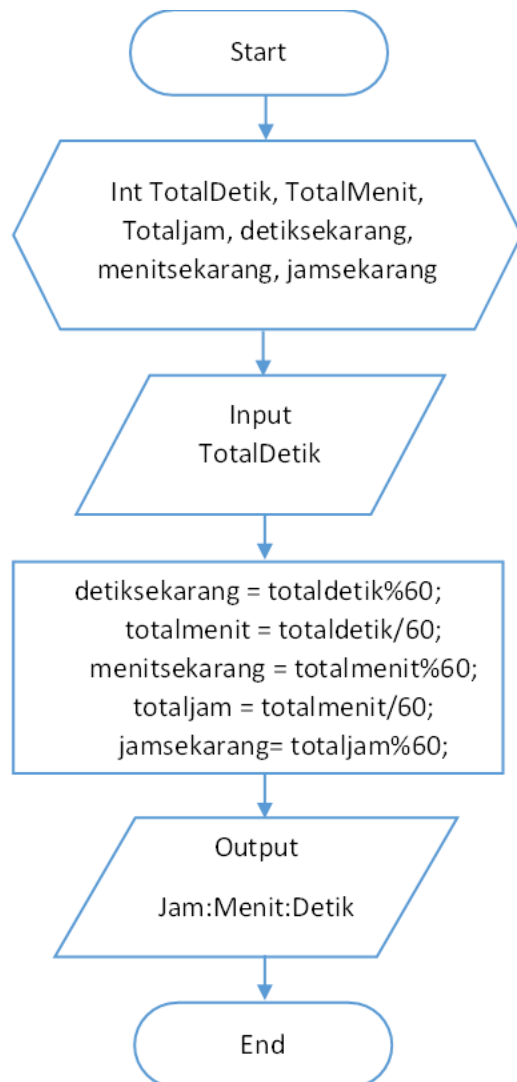 Start
Int TotalDetik, TotalMenit,
Totaljam, detiksekarang,
menitsekarang, jamsekarang
Input
TotalDetik
detiksekarang = totaldetik%60;
totalmenit = totaldetik/60;
menitsekarang = totalmenit%60;
totaljam = totalmenit/60;
jamsekarang= totaljam%60;
Output
Jam:Menit:Detik
End